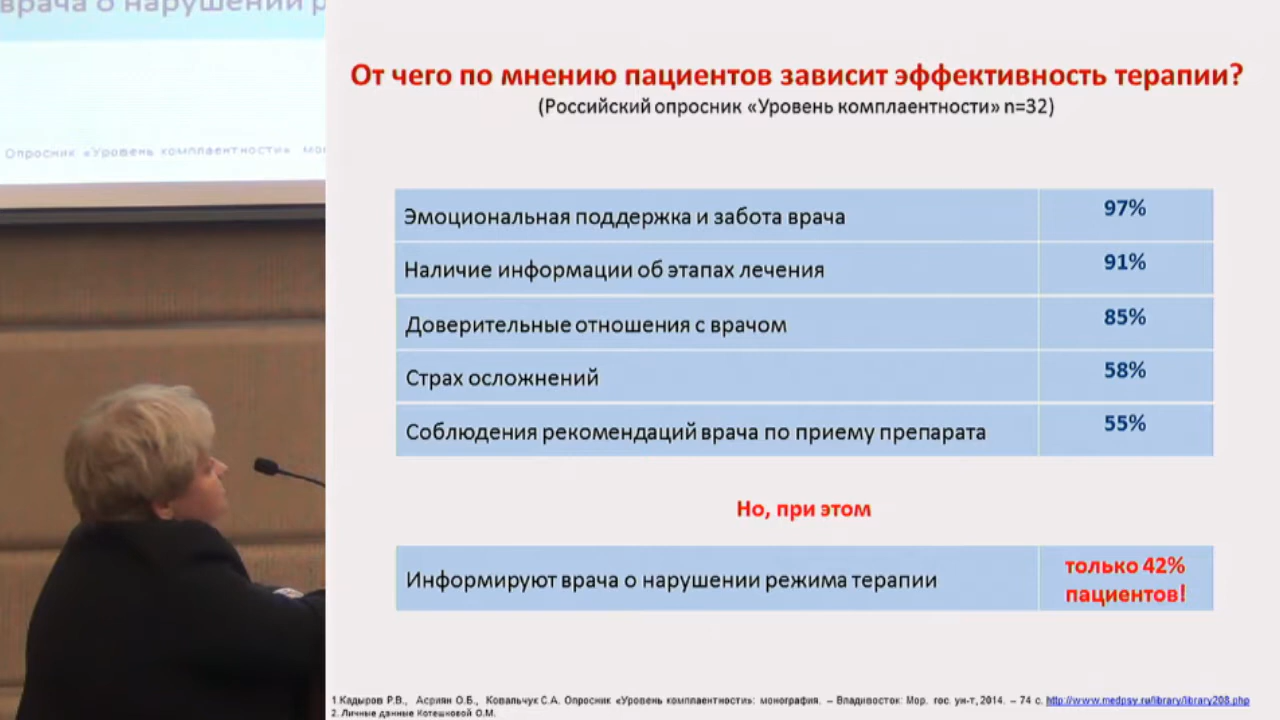 врача о нарушении р
Опросник «Уровень комплаентности» мон
От чего по мнению пациентов зависит эффективность терапии?
(Российский опросник «Уровень комплаентности» n=32)
Эмоциональная поддержка и забота врача 97%
Наличие информации об этапах лечения 91%
Доверительные отношения с врачом 85%
Страх осложнений 58%
Соблюдения рекомендаций врача по приему препарата 55%
Но, при этом
Информируют врача о нарушении режима терапии
только 42%
пациентов!
1.Кадыров Р.В., Асриян О.Б., Ковальчук С.А. Опросник «Уровень комплаентности»: монография. – Владивосток: Мор. гос. ун-т, 2014. – 74 с. http://www.medpsy.ru/library/library208.php
2. Личные данные Котешковой О.М.